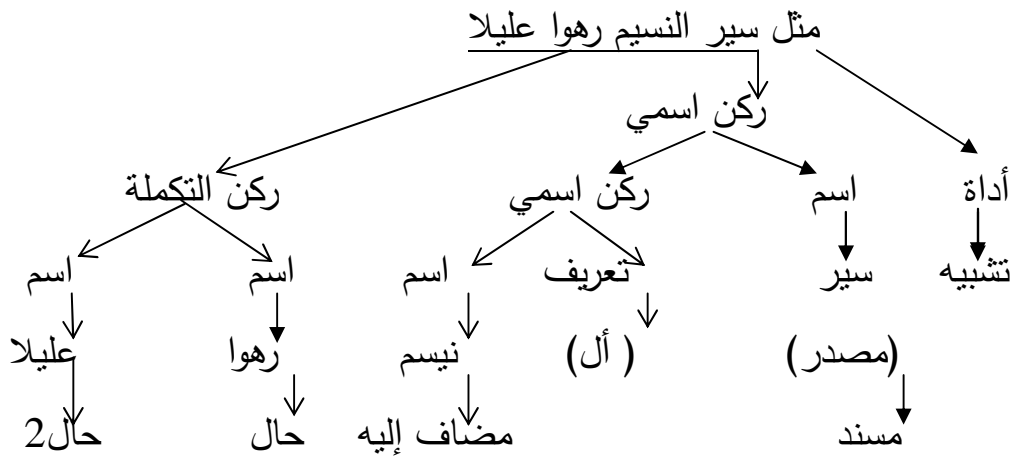 مثل سير النسيم رهوا عليلا
ركن اسمي
أداة اسم ركن اسمي ركن التكملة
تشبيه سير تعريف اسم اسم اسم
(مصدر) ( أل) نيسم رهوا عليلا
مسند مضاف إليه حال حال2